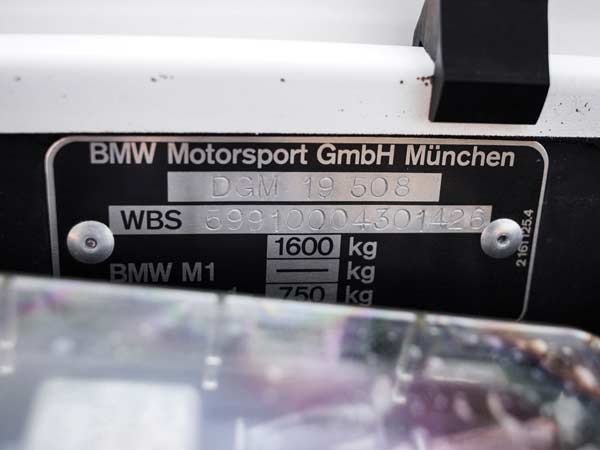 BMW Motorsport GmbH München
DGM 19 508
WBS 59910004301426
1600 kg
BMW M1 — kg
750 kg
2161125.4